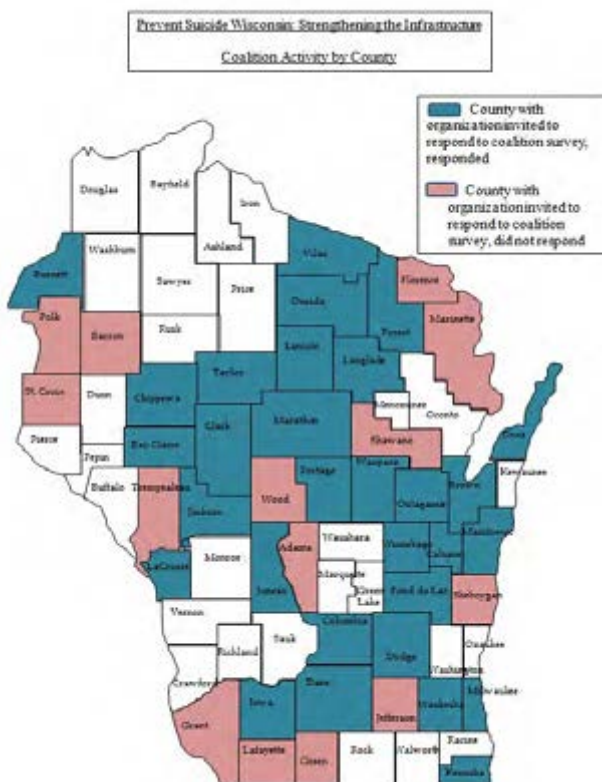 Prevent Suicide Wisconsin: Strengthening the Infrastructure
Coalition Activity by County
County with
organization invited to
respond to coalition survey,
responded
County with
organization invited to
respond to coalition
survey, did not respond
Douglas
Bayfield
Iron
Ashland
Vilas
Burnett
Washburn
Sawyer
Price
Oneida
Florence
Forest
Marinette
Polk
Barron
Rusk
Lincoln
Langlade
Taylor
St. Croix
Dunn
Chippewa
Clark
Marathon
Menominee
Oconto
Shawano
Door
Pierce
Pepin
Eau Claire
Buffalo
Trempealeau
Jackson
Wood
Portage
Waupaca
Outagamie
Brown
Kewaunee
LaCrosse
Monroe
Juneau
Adams
Waushara
Marquette
Green
Lake
Winnebago
Calumet
Manitowoc
Fond du Lac
Sheboygan
Vernon
Richland
Sauk
Columbia
Dodge
Ozaukee
Washington
Crawford
Grant
Iowa
Dane
Jefferson
Waukesha
Milwaukee
Lafayette
Green
Rock
Walworth
Racine
Kenosha